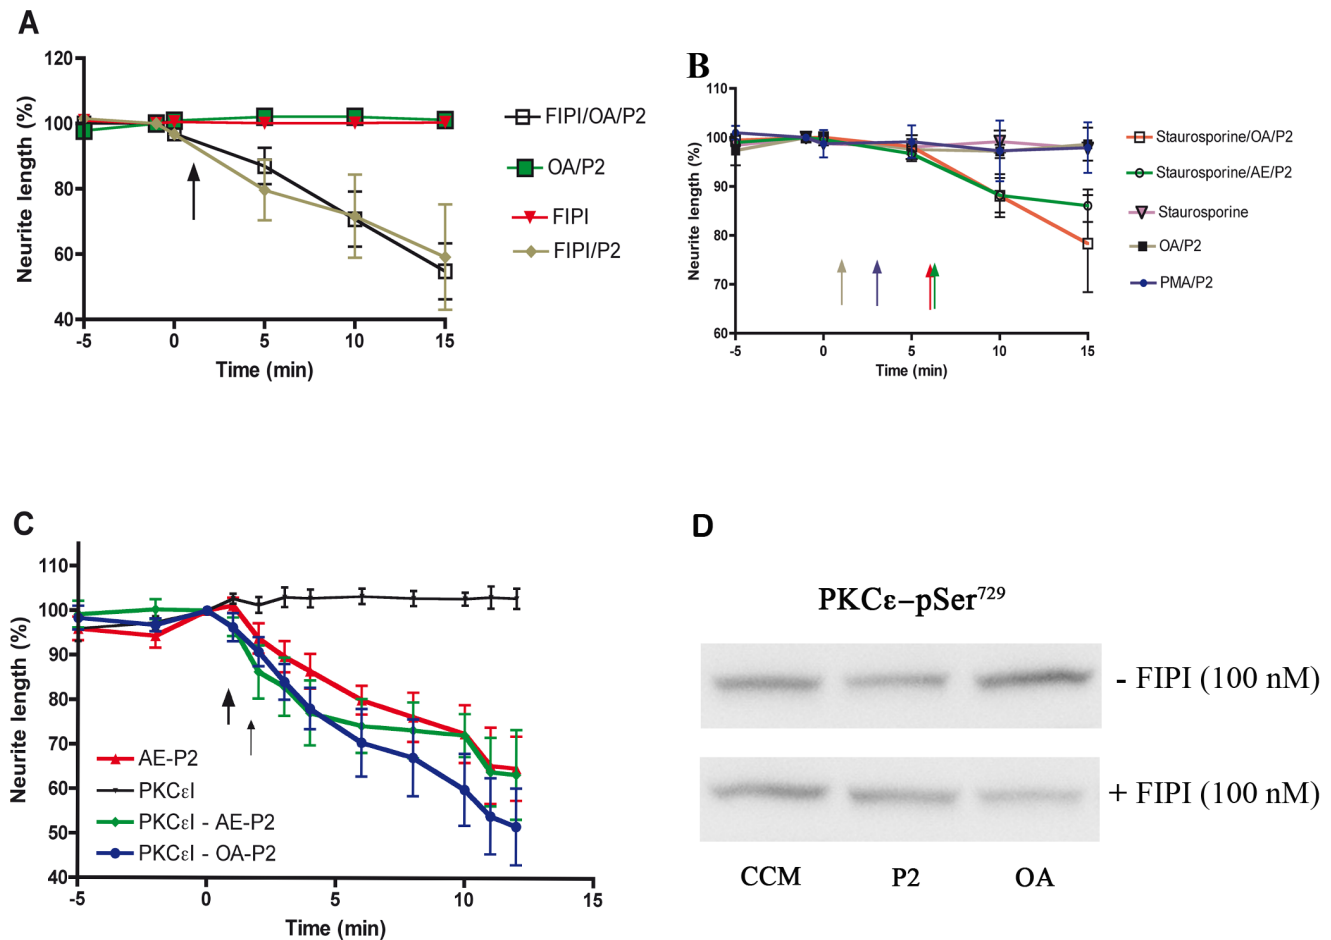 A
Neurite length (%)
120
100
80
60
40
-5 0 5 10 15
Time (min)
FIPI/OA/P2
OA/P2
FIPI
FIPI/P2
B
Neurite length (%)
110
100
90
80
70
60
-5 0 5 10 15
Time (min)
Staurosporine/OA/P2
Staurosporine/AE/P2
Staurosporine
OA/P2
PMA/P2
C
Neurite length (%)
110
100
90
80
70
60
50
40
-5 0 5 10 15
Time (min)
AE-P2
PKCεI
PKCεI - AE-P2
PKCεI - OA-P2
D
PKCε–pSer⁷²⁹
- FIPI (100 nM)
+ FIPI (100 nM)
CCM P2 OA